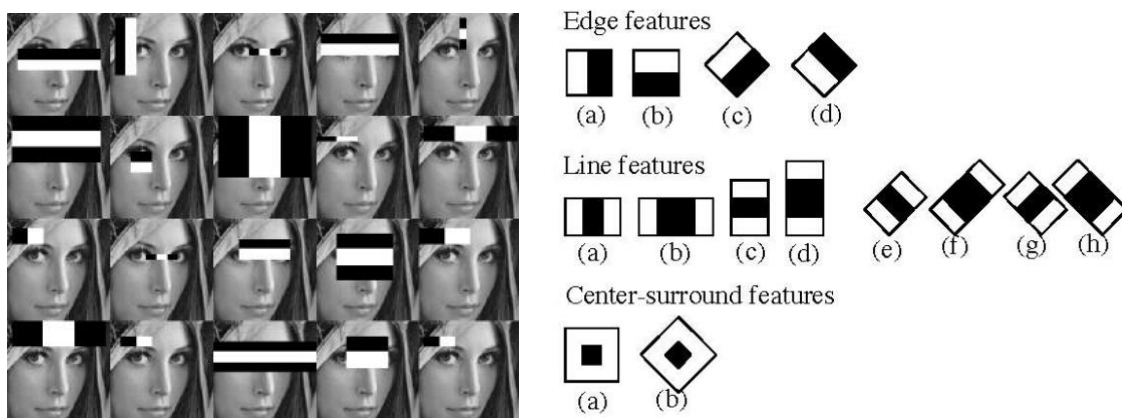 Edge features
(a) (b) (c) (d)
Line features
(a) (b) (c) (d) (e) (f) (g) (h)
Center-surround features
(a) (b)